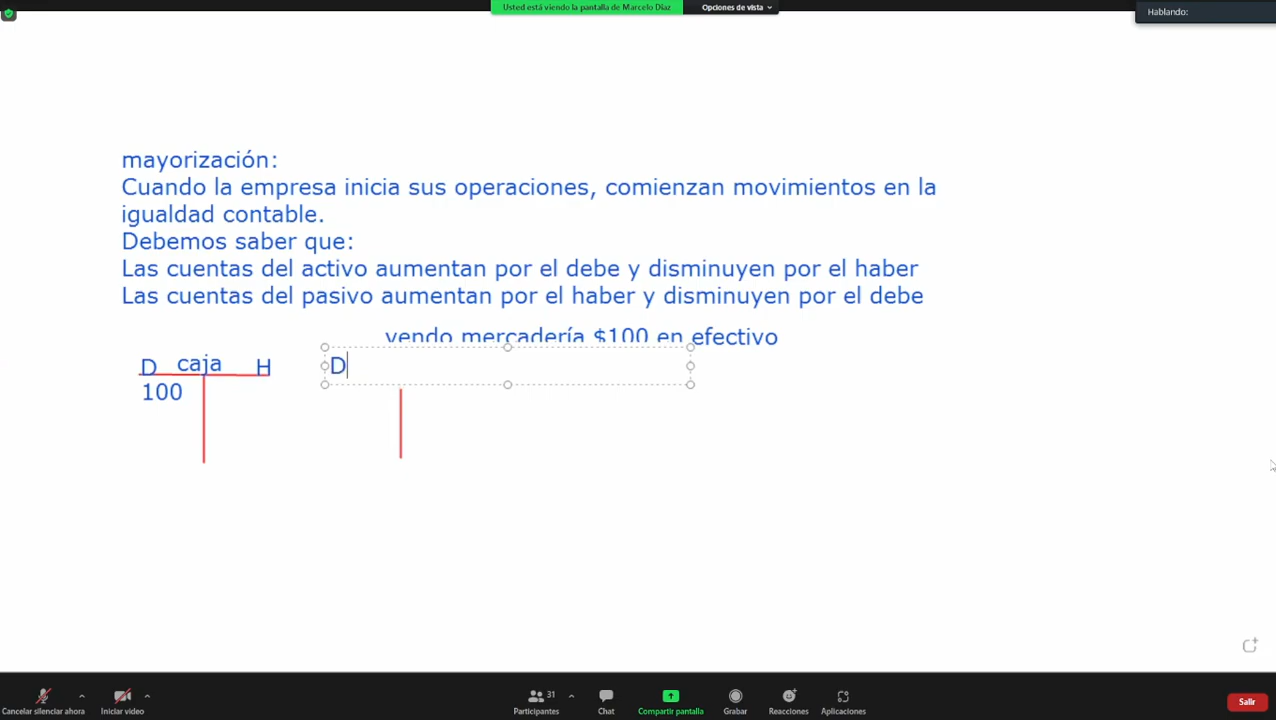 Usted está viendo la pantalla de Marcelo Díaz
Opciones de vista
Hablando:
mayorización:
Cuando la empresa inicia sus operaciones, comienzan movimientos en la
igualdad contable.
Debemos saber que:
Las cuentas del activo aumentan por el debe y disminuyen por el haber
Las cuentas del pasivo aumentan por el haber y disminuyen por el debe
vendo mercadería $100 en efectivo
D caja H
D
100
Cancelar silenciar ahora
Iniciar video
31
Participantes
Chat
Compartir pantalla
Grabar
Reacciones
Aplicaciones
Salir